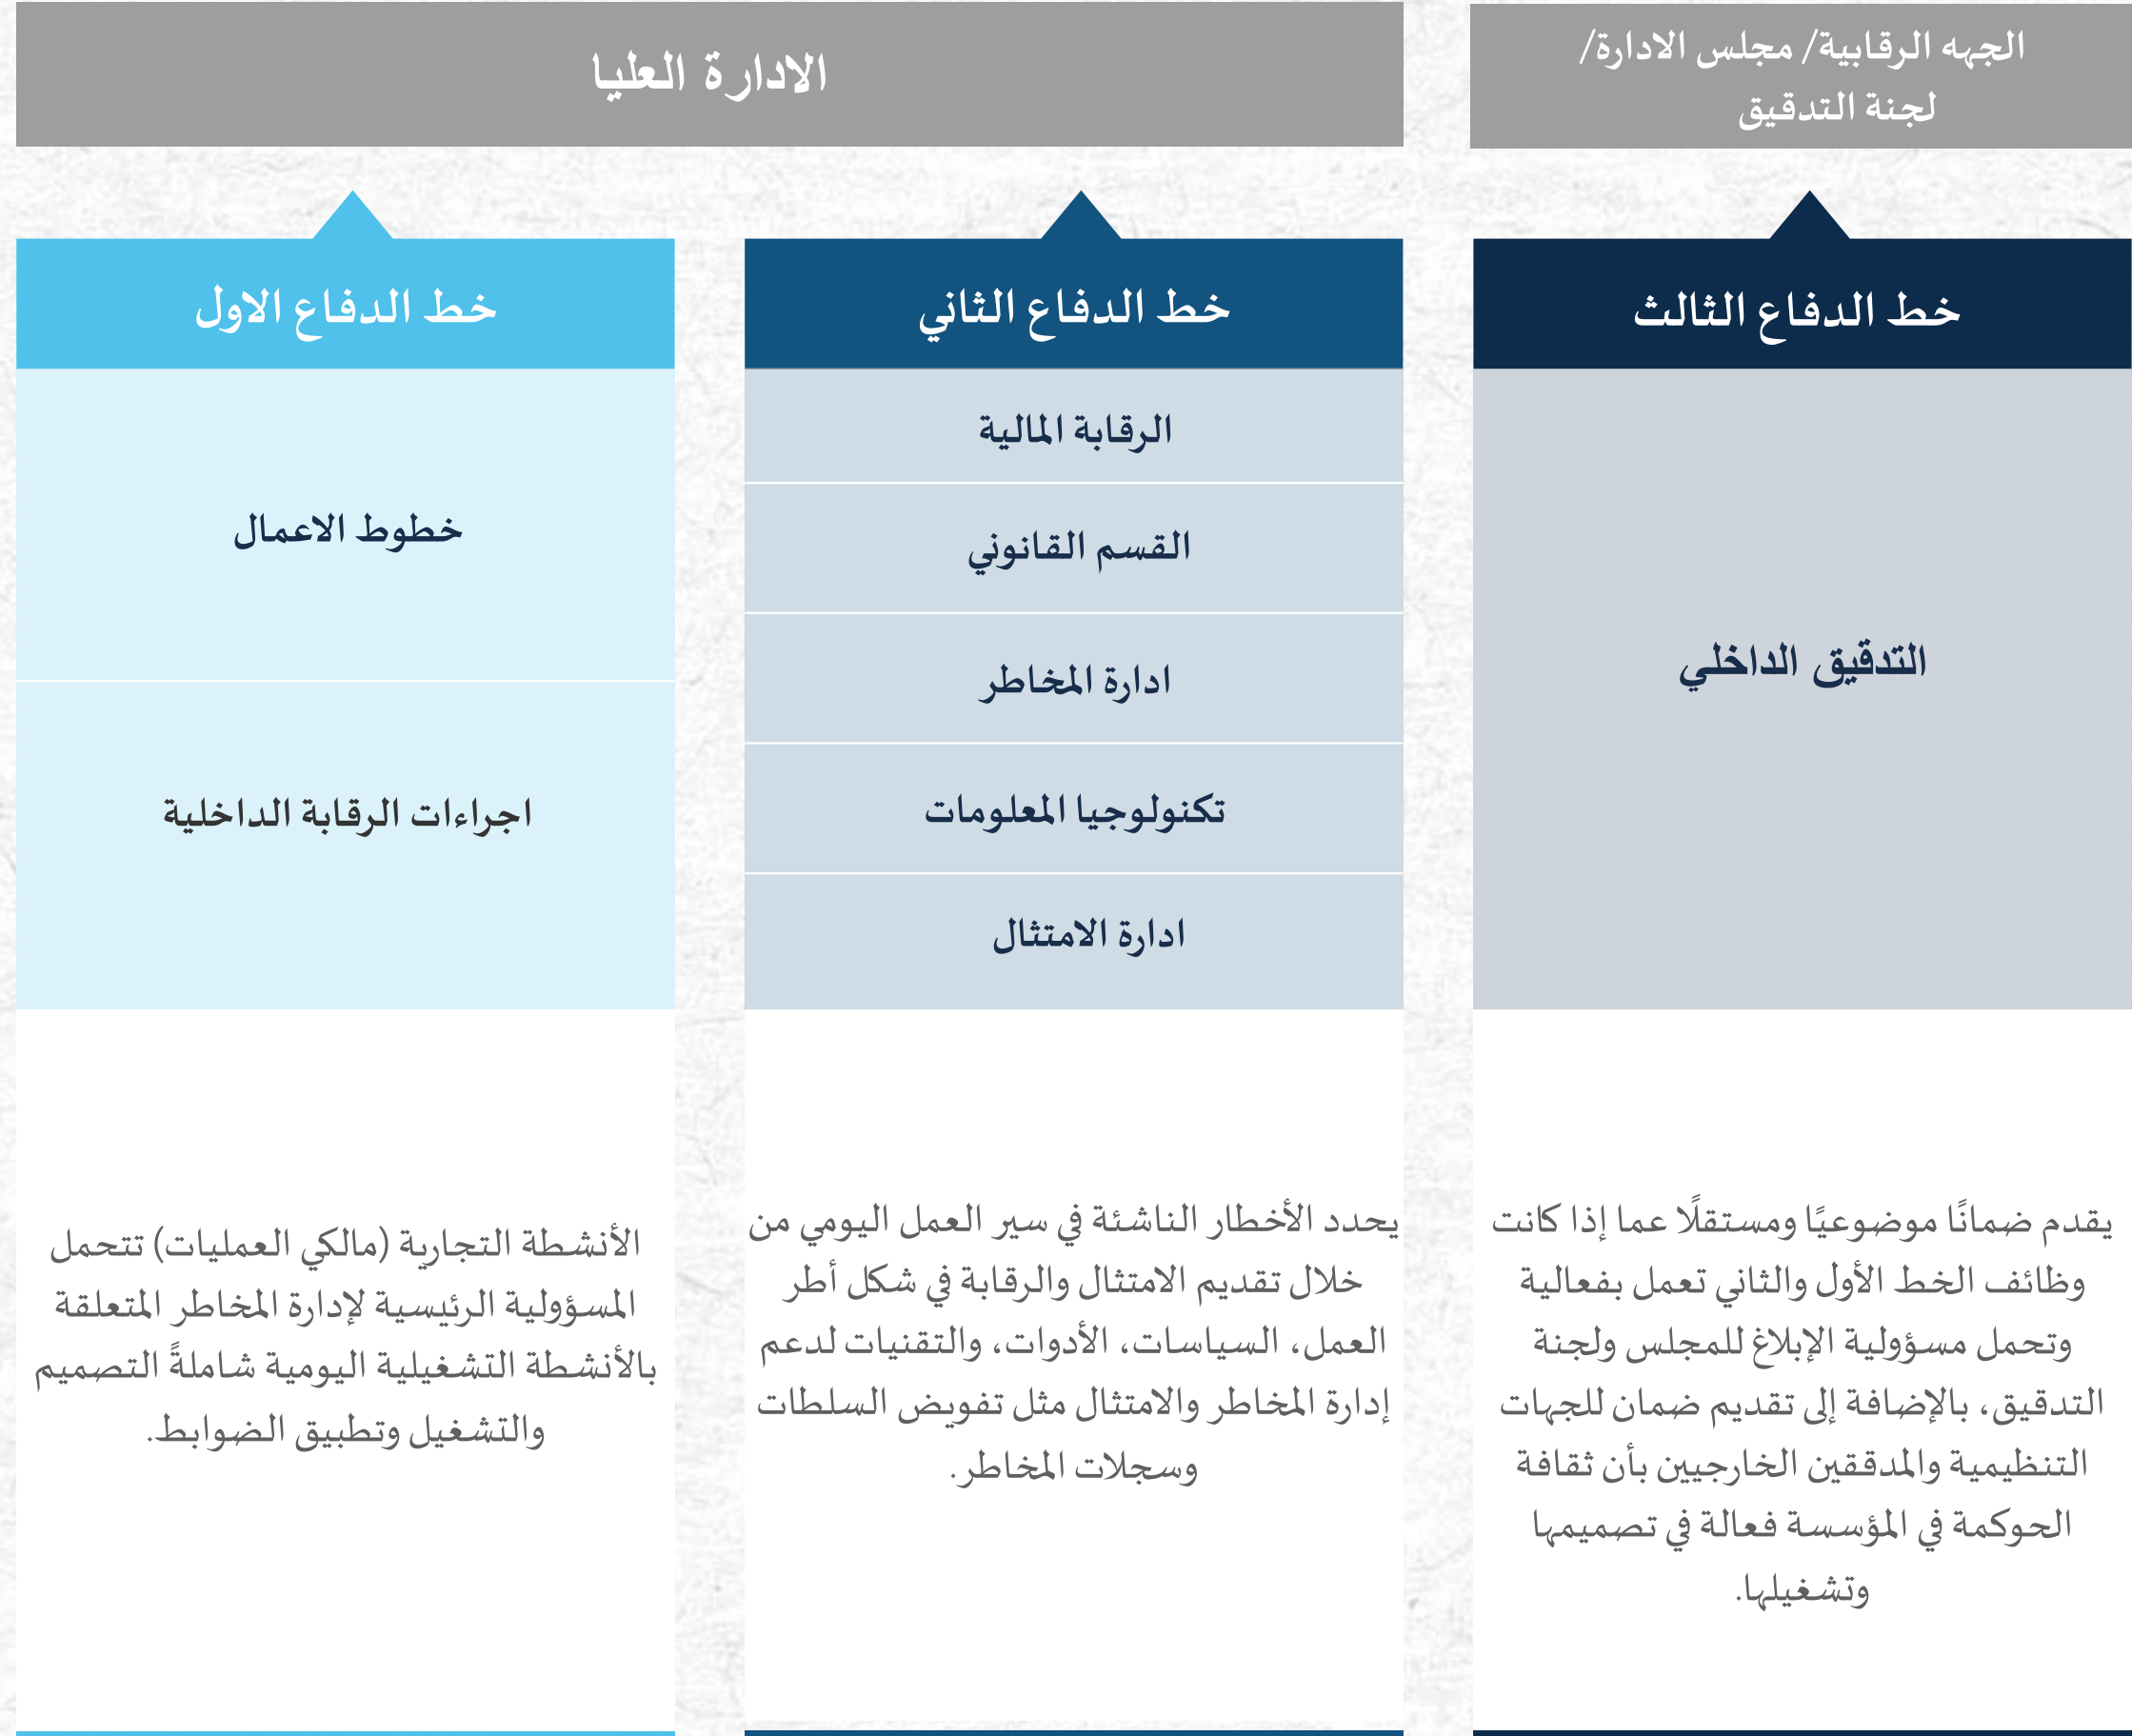 الادارة العليا
الجهه الرقابية/ مجلس الادارة/
لجنة التدقيق
خط الدفاع الاول
خطوط الاعمال
اجراءات الرقابة الداخلية
الأنشطة التجارية (مالكي العمليات) تتحمل
المسؤولية الرئيسية لإدارة المخاطر المتعلقة
بالأنشطة التشغيلية اليومية شاملةً التصميم
والتشغيل وتطبيق الضوابط.
خط الدفاع الثاني
الرقابة المالية
القسم القانوني
ادارة المخاطر
تكنولوجيا المعلومات
ادارة الامتثال
يحدد الأخطار الناشئة في سير العمل اليومي من
خلال تقديم الامتثال والرقابة في شكل أطر
العمل، السياسات، الأدوات، والتقنيات لدعم
إدارة المخاطر والامتثال مثل تفويض السلطات
وسجلات المخاطر.
خط الدفاع الثالث
التدقيق الداخلي
يقدم ضمانًا موضوعيًا ومستقلًا عما إذا كانت
وظائف الخط الأول والثاني تعمل بفعالية
وتحمل مسؤولية الإبلاغ للمجلس ولجنة
التدقيق، بالإضافة إلى تقديم ضمان للجهات
التنظيمية والمدققين الخارجيين بأن ثقافة
الحوكمة في المؤسسة فعالة في تصميمها
وتشغيلها.